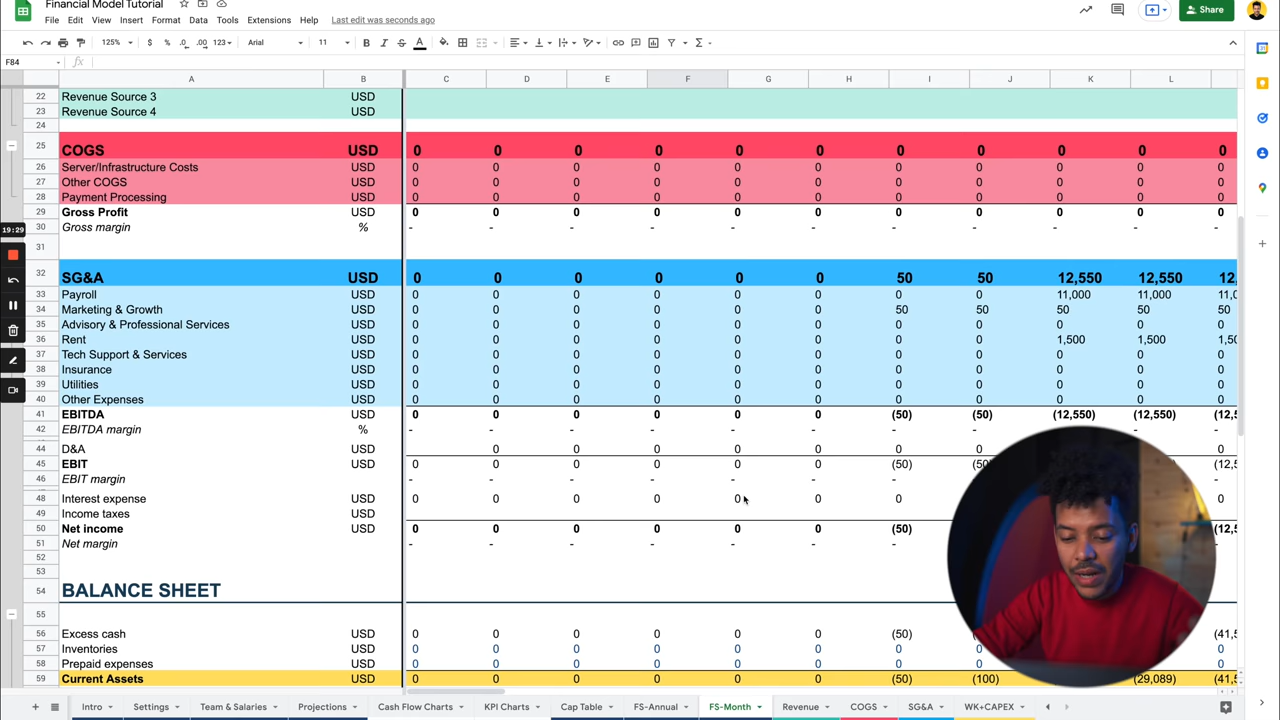 Financial Model Tutorial
File Edit View Insert Format Data Tools Extensions Help Last edit was seconds ago
Share
125% $ % .0 .00 123 Arial 11 B I S A
F84 fx
A B C D E F G H I J K L
22 Revenue Source 3 USD
23 Revenue Source 4 USD
24
25 COGS USD 0 0 0 0 0 0 0 0 0 0 0
26 Server/Infrastructure Costs USD 0 0 0 0 0 0 0 0 0 0 0
27 Other COGS USD 0 0 0 0 0 0 0 0 0 0 0
28 Payment Processing USD 0 0 0 0 0 0 0 0 0 0 0
29 Gross Profit USD 0 0 0 0 0 0 0 0 0 0 0
19:29
30 Gross margin % - - - - - - - - - - -
31
32 SG&A USD 0 0 0 0 0 0 50 50 12,550 12,550 12,
33 Payroll USD 0 0 0 0 0 0 0 0 11,000 11,000 11,0
34 Marketing & Growth USD 0 0 0 0 0 0 50 50 50 50 50
35 Advisory & Professional Services USD 0 0 0 0 0 0 0 0 0 0 0
36 Rent USD 0 0 0 0 0 0 0 0 1,500 1,500 1,50
37 Tech Support & Services USD 0 0 0 0 0 0 0 0 0 0 0
38 Insurance USD 0 0 0 0 0 0 0 0 0 0 0
39 Utilities USD 0 0 0 0 0 0 0 0 0 0 0
40 Other Expenses USD 0 0 0 0 0 0 0 0 0 0 0
41 EBITDA USD 0 0 0 0 0 0 (50) (50) (12,550) (12,550) (12,5
42 EBITDA margin % - - - - - - - - - -
44 D&A USD 0 0 0 0 0 0 0 0
45 EBIT USD 0 0 0 0 0 0 (50) (50 (12,5
46 EBIT margin USD - - - - - - - - -
48 Interest expense USD 0 0 0 0 0 0 0 0
49 Income taxes USD
50 Net income USD 0 0 0 0 0 0 (50) (12,5
51 Net margin - - - - - - - -
52
53
54 BALANCE SHEET
55
56 Excess cash USD 0 0 0 0 0 0 (50) (41,5
57 Inventories USD 0 0 0 0 0 0 0 0
58 Prepaid expenses USD 0 0 0 0 0 0 0 0
59 Current Assets USD 0 0 0 0 0 0 (50) (100) (29,089) (41,5
Intro Settings Team & Salaries Projections Cash Flow Charts KPI Charts Cap Table FS-Annual FS-Month Revenue COGS SG&A WK+CAPEX